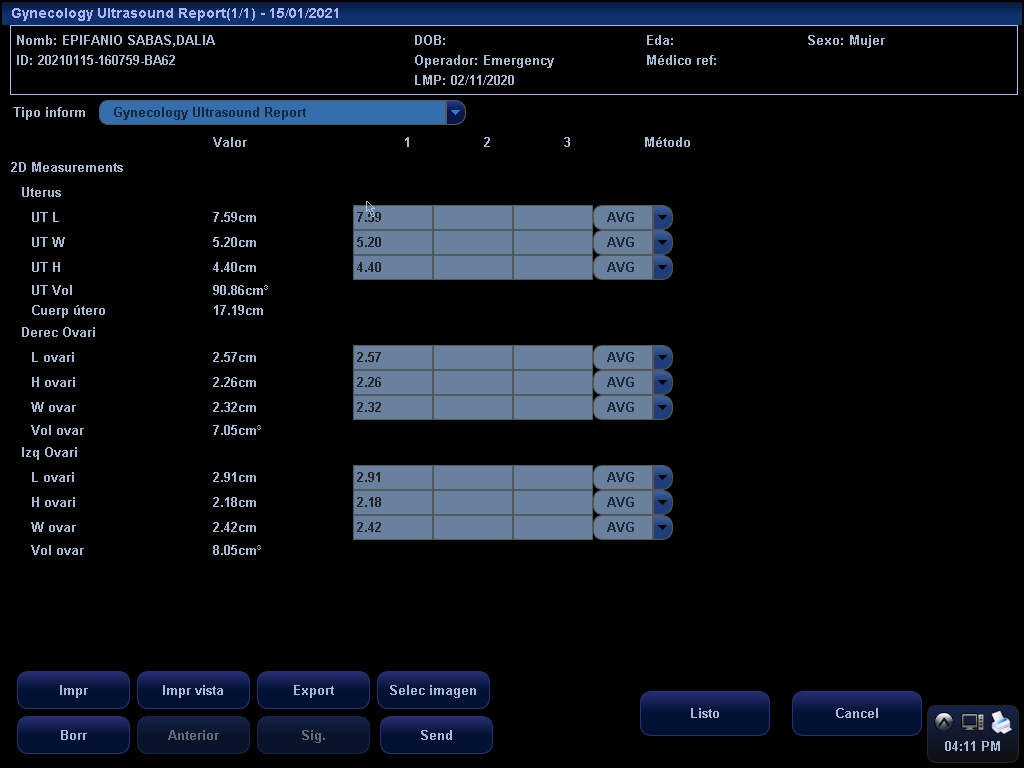 Gynecology Ultrasound Report(1/1) - 15/01/2021
Nomb: EPIFANIO SABAS,DALIA DOB: Eda: Sexo: Mujer
ID: 20210115-160759-BA62 Operador: Emergency Médico ref:
LMP: 02/11/2020
Tipo inform Gynecology Ultrasound Report
Valor 1 2 3 Método
2D Measurements
Uterus
UT L 7.59cm 7.59 AVG
UT W 5.20cm 5.20 AVG
UT H 4.40cm 4.40 AVG
UT Vol 90.86cm³
Cuerp útero 17.19cm
Derec Ovari
L ovari 2.57cm 2.57 AVG
H ovari 2.26cm 2.26 AVG
W ovar 2.32cm 2.32 AVG
Vol ovar 7.05cm³
Izq Ovari
L ovari 2.91cm 2.91 AVG
H ovari 2.18cm 2.18 AVG
W ovar 2.42cm 2.42 AVG
Vol ovar 8.05cm³
Impr Impr vista Export Selec imagen
Listo Cancel
Borr Anterior Sig. Send
04:11 PM